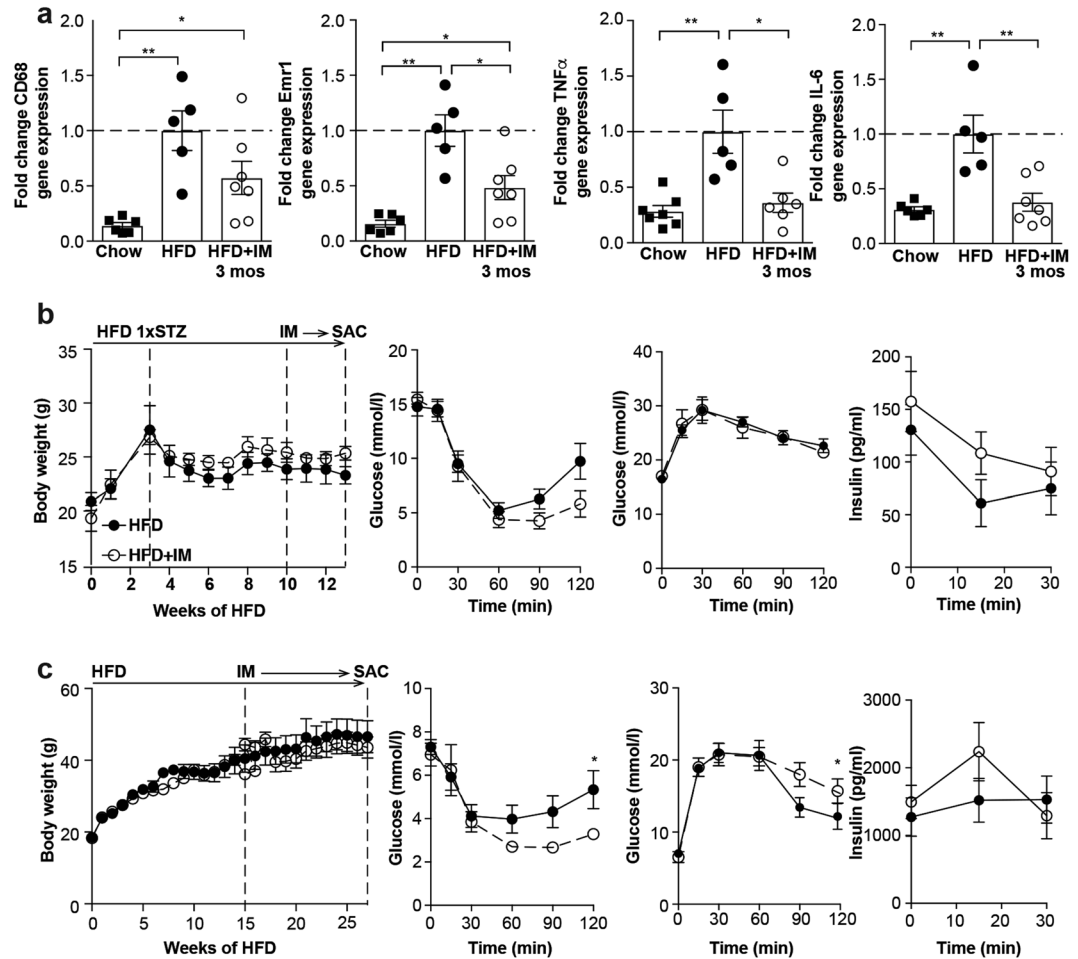 a
Fold change CD68
gene expression
2.0
1.5
1.0
0.5
0.0
*
**
Chow HFD HFD+IM
3 mos
Fold change Emr1
gene expression
2.0
1.5
1.0
0.5
0.0
*
** *
Chow HFD HFD+IM
3 mos
Fold change TNFα
gene expression
2.0
1.5
1.0
0.5
0.0
** *
Chow HFD HFD+IM
3 mos
Fold change IL-6
gene expression
2.0
1.5
1.0
0.5
0.0
** **
Chow HFD HFD+IM
3 mos
b
HFD 1xSTZ IM SAC
Body weight (g)
35
30
25
20
15
HFD
HFD+IM
0 2 4 6 8 10 12
Weeks of HFD
Glucose (mmol/l)
20
15
10
5
0
0 30 60 90 120
Time (min)
Glucose (mmol/l)
40
30
20
10
0
0 30 60 90 120
Time (min)
Insulin (pg/ml)
200
150
100
50
0
0 10 20 30
Time (min)
c
HFD IM SAC
Body weight (g)
60
40
20
0
0 5 10 15 20 25
Weeks of HFD
Glucose (mmol/l)
10
8
6
4
2
0
*
0 30 60 90 120
Time (min)
Glucose (mmol/l)
30
20
10
0
*
0 30 60 90 120
Time (min)
Insulin (pg/ml)
3000
2000
1000
0
0 10 20 30
Time (min)